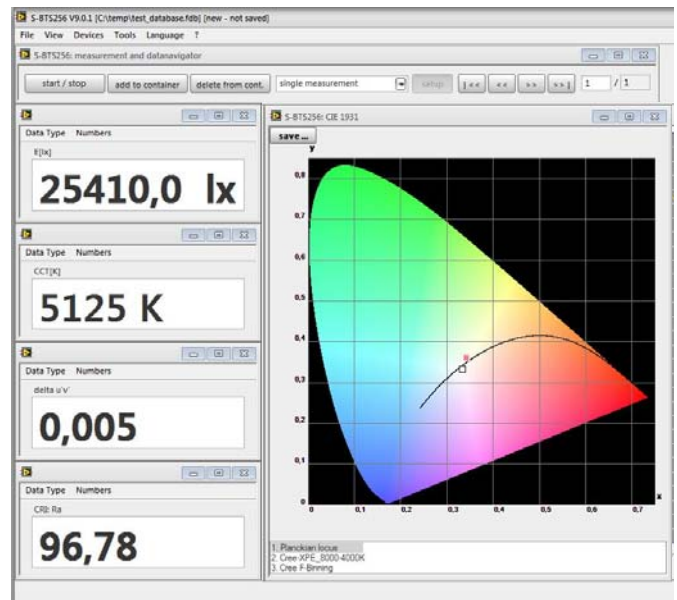 S-BTS256 V9.0.1 [C:\temp\test_database.fdb] [new - not saved]
File View Devices Tools Language ?
S-BTS256: measurement and datanavigator
start / stop add to container delete from cont. single measurement setup |<< << >> >>| 1 / 1
Data Type Numbers
E[lx]
25410,0 lx
Data Type Numbers
CCT[K]
5125 K
Data Type Numbers
delta u'v'
0,005
Data Type Numbers
CRI: Ra
96,78
S-BTS256: CIE 1931
save ...
y
0,8
0,7
0,6
0,5
0,4
0,3
0,2
0,1
0
x
0 0,1 0,2 0,3 0,4 0,5 0,6 0,7
1. Planckian locus
2. Cree-XPE_8000-4000K
3. Cree F-Binning